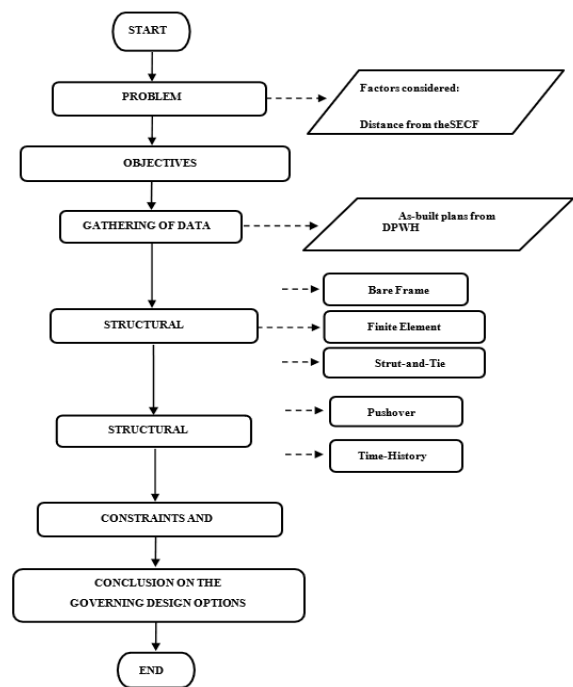 START
PROBLEM
Factors considered:
Distance from theSECF
OBJECTIVES
GATHERING OF DATA
As-built plans from
DPWH
Bare Frame
STRUCTURAL
Finite Element
Strut-and-Tie
Pushover
STRUCTURAL
Time-History
CONSTRAINTS AND
CONCLUSION ON THE
GOVERNING DESIGN OPTIONS
END